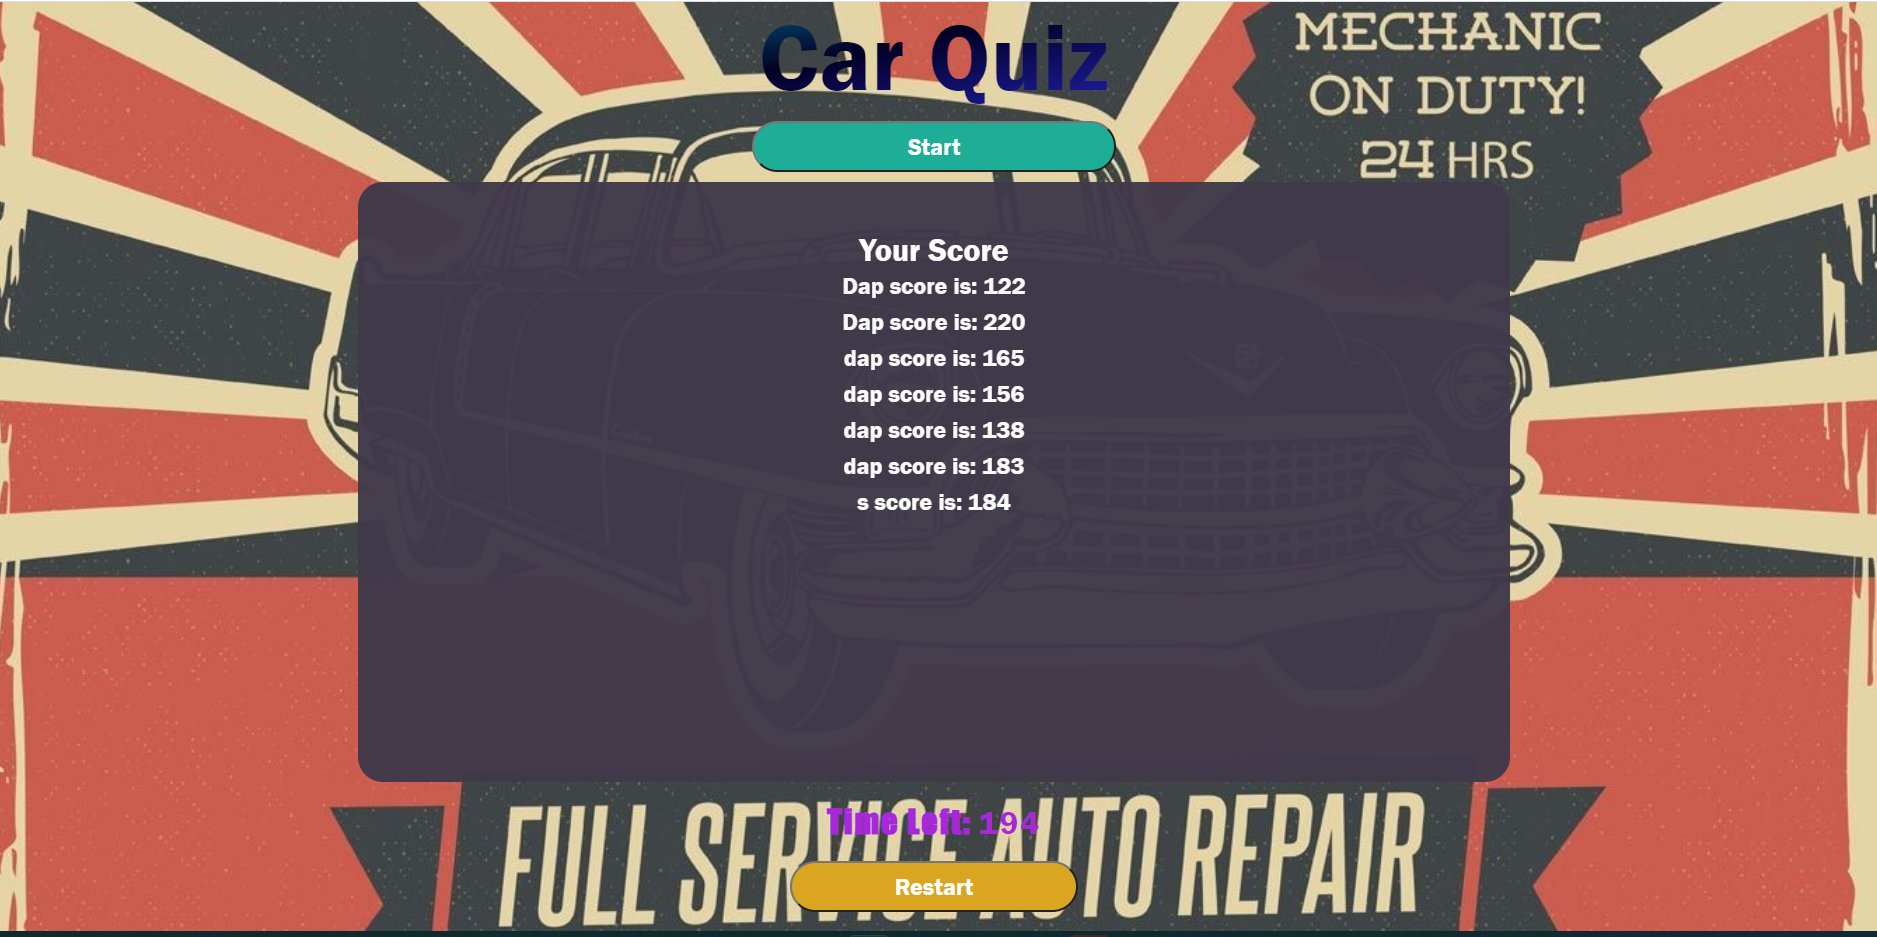 Car Quiz
MECHANIC
ON DUTY!
24 HRS
Start
Your Score
Dap score is: 122
Dap score is: 220
dap score is: 165
dap score is: 156
dap score is: 138
dap score is: 183
s score is: 184
Time Left: 194
FULL SERVICE AUTO REPAIR
Restart